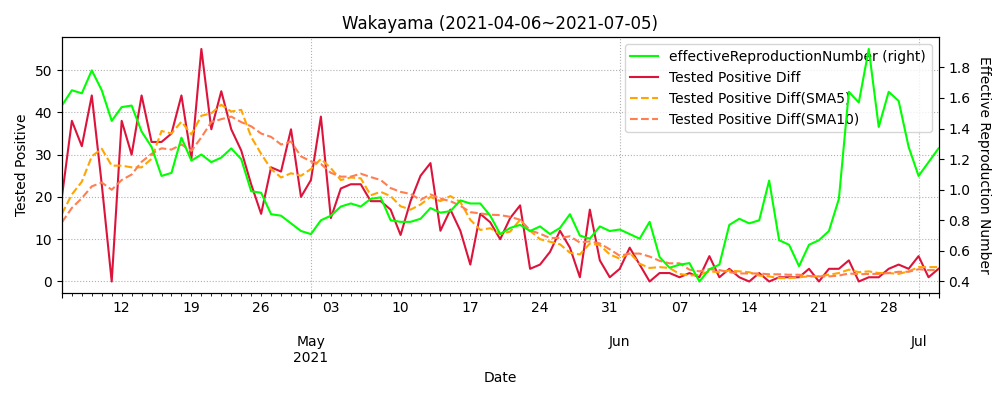 Wakayama (2021-04-06~2021-07-05)
effectiveReproductionNumber (right)
Tested Positive Diff
Tested Positive Diff(SMA5)
Tested Positive Diff(SMA10)
Tested Positive
50
40
30
20
10
0
Effective Reproduction Number
1.8
1.6
1.4
1.2
1.0
0.8
0.6
0.4
12 19 26 03 10 17 24 31 07 14 21 28
May Jun Jul
2021
Date